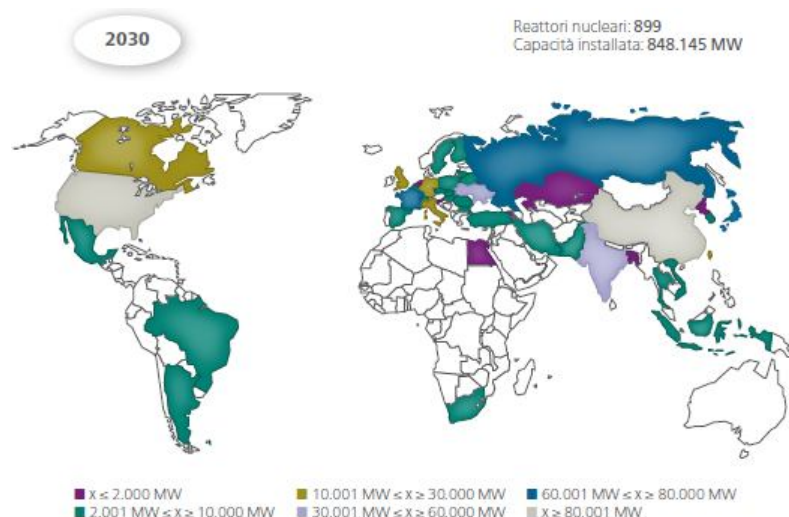 2030
Reattori nucleari: 899
Capacità installata: 848.145 MW
x ≤ 2.000 MW
10.001 MW ≤ x ≥ 30.000 MW
60.001 MW ≤ x ≥ 80.000 MW
2.001 MW ≤ x ≥ 10.000 MW
30.001 MW ≤ x ≥ 60.000 MW
x ≥ 80.001 MW